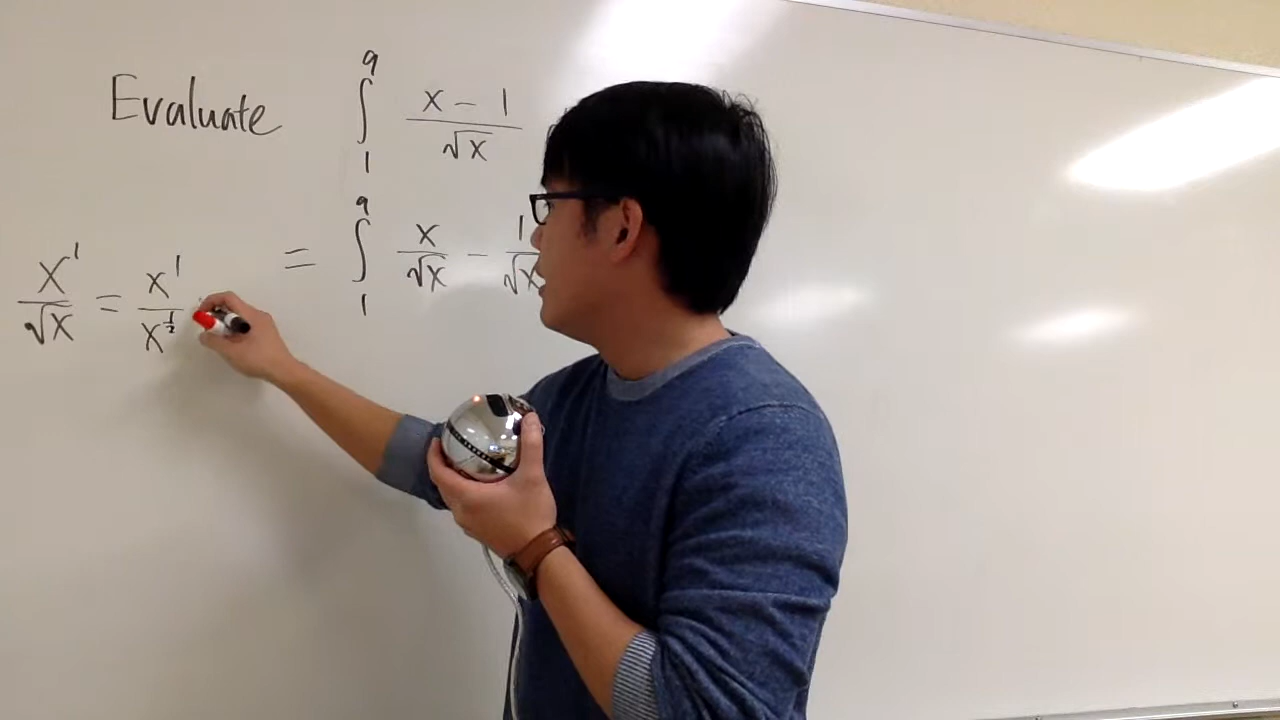 Evaluate ∫₁⁹ (x - 1)/√x
= ∫₁⁹ x/√x - 1/√x
x¹/√x = x¹/x^(1/2)